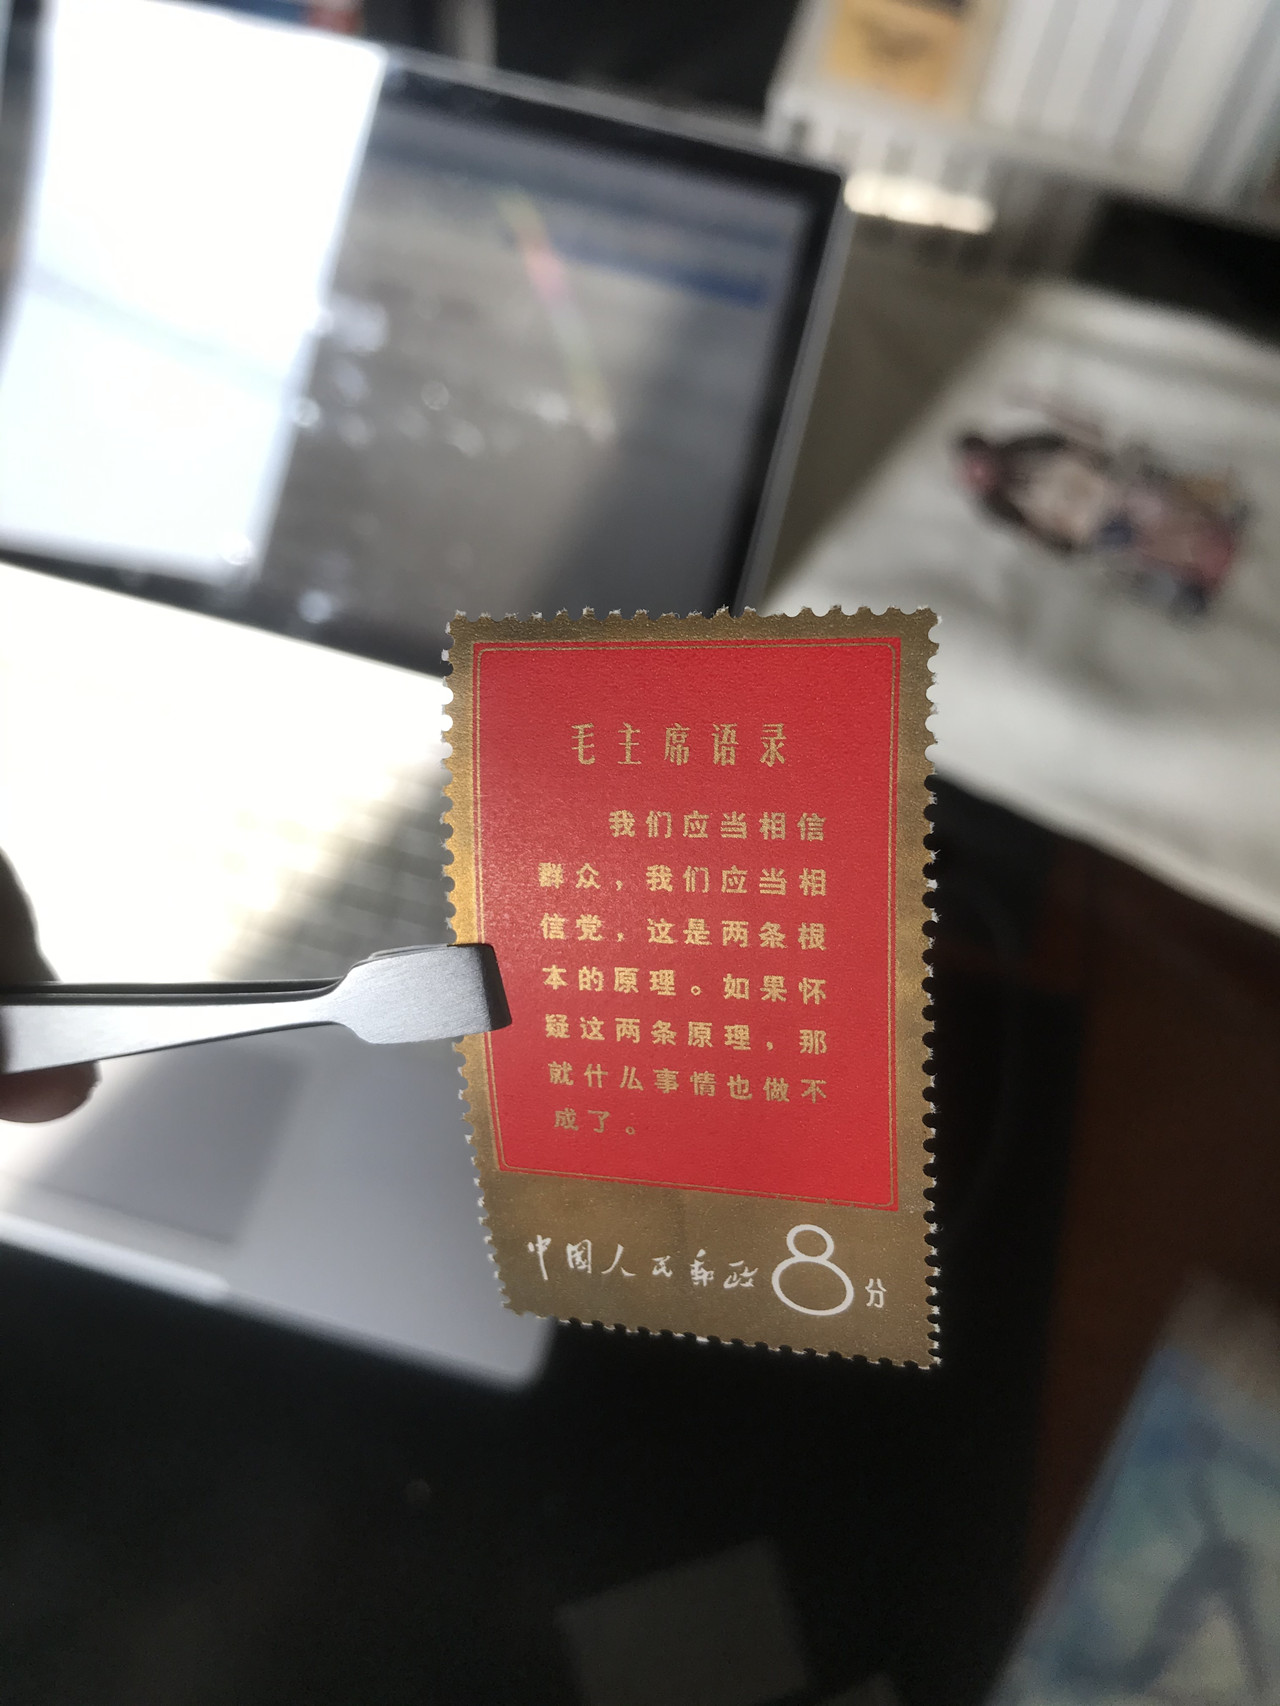 毛主席语录
我们应当相信
群众，我们应当相
信党，这是两条根
本的原理。如果怀
疑这两条原理，那
就什么事情也做不
成了。
中国人民邮政8分